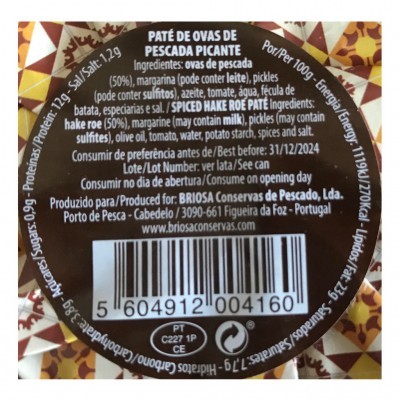 PATÉ DE OVAS DE
PESCADA PICANTE
Ingredientes: ovas de pescada
(50%), margarina (pode conter leite), pickles
(pode conter sulfitos), azeite, tomate, água, fécula de
batata, especiarias e sal. / SPICED HAKE ROE PATÉ Ingredients:
hake roe (50%), margarine (may contain milk), pickles (may contain
sulfites), olive oil, tomato, water, potato starch, spices and salt.
Consumir de preferência antes de/Best before: 31/12/2024
Lote/Lot Number: ver lata/See can
Consumir no dia de abertura/Consume on opening day
Produzido para/Produced for: BRIOSA Conservas de Pescado, Lda.
Porto de Pesca - Cabedelo / 3090-661 Figueira da Foz - Portugal
www.briosaconservas.com
5 604912 004160
PT
C227 1P
CE
Por/Per 100g - Energia/Energy: 1119kJ/270kcal - Lípidos/Fat: 23g - Saturados/Saturates: 7,7g - Hidratos Carbono/Carbohydrate: 3,8g - Açúcares/Sugars: 0,9g - Proteínas/Protein: 12g - Sal/Salt: 1,2g